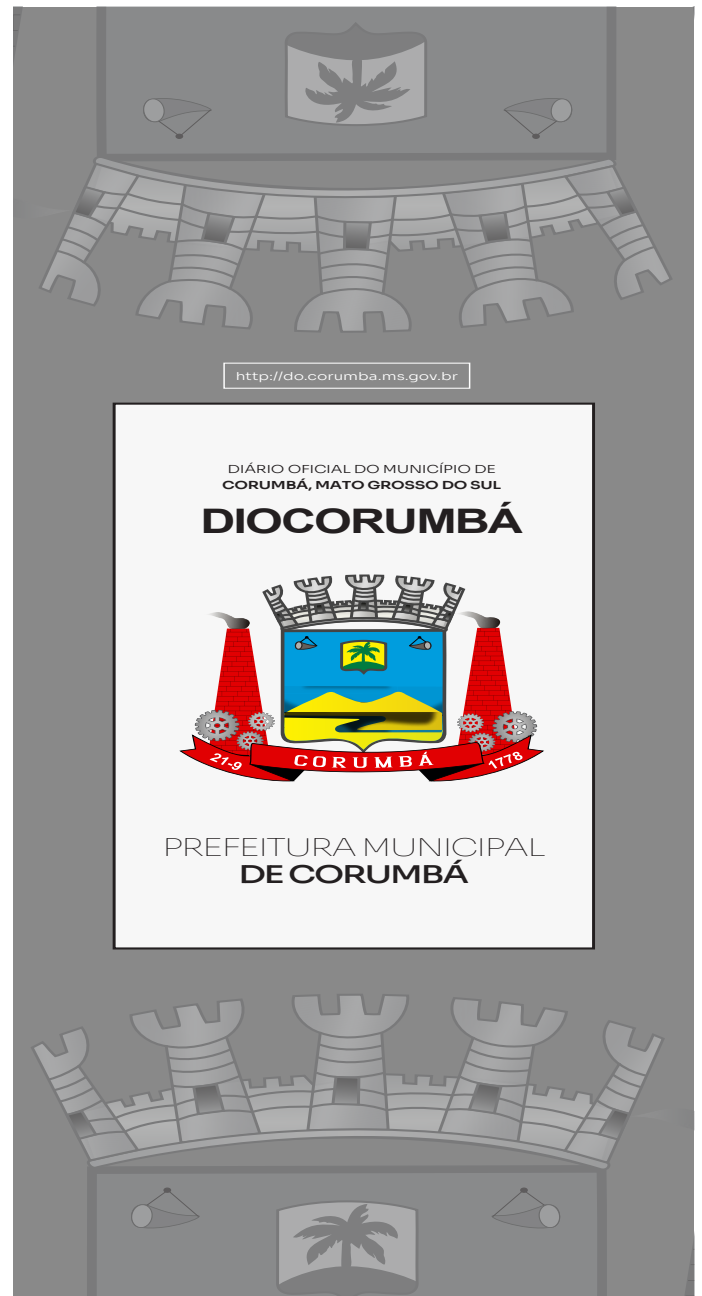 http://do.corumba.ms.gov.br
DIÁRIO OFICIAL DO MUNICÍPIO DE
CORUMBÁ, MATO GROSSO DO SUL
DIOCORUMBÁ
21-9 CORUMBÁ 1778
PREFEITURA MUNICIPAL
DE CORUMBÁ